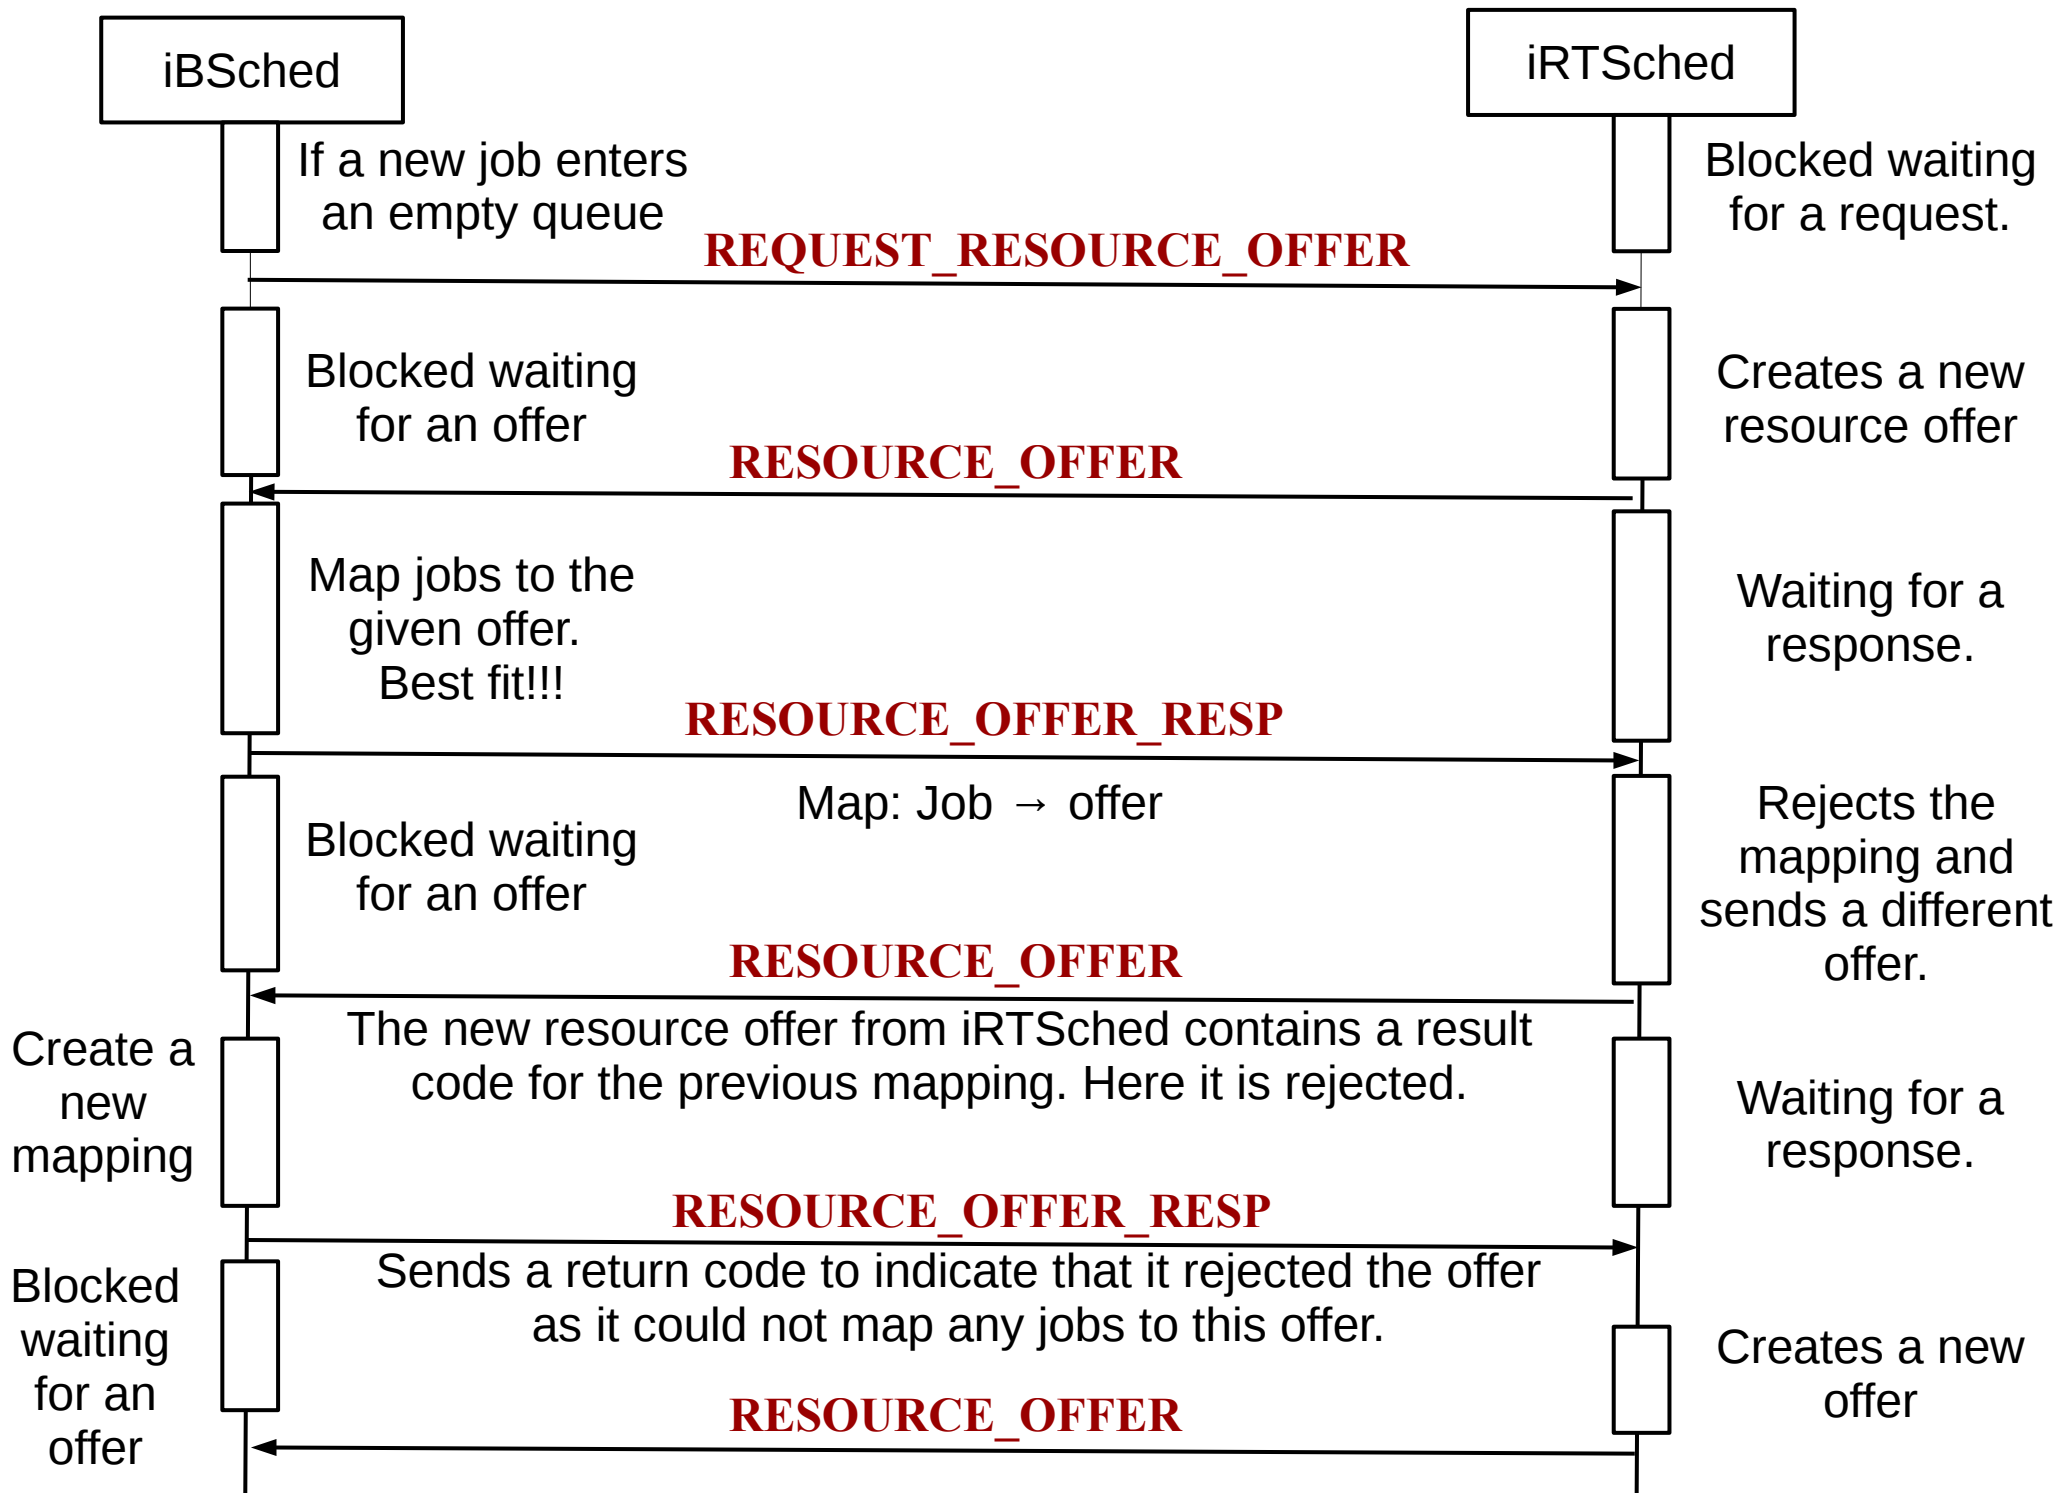 iBSched
iRTSched
If a new job enters
an empty queue
Blocked waiting
for a request.
REQUEST_RESOURCE_OFFER
Blocked waiting
for an offer
Creates a new
resource offer
RESOURCE_OFFER
Map jobs to the
given offer.
Best fit!!!
Waiting for a
response.
RESOURCE_OFFER_RESP
Map: Job → offer
Blocked waiting
for an offer
Rejects the
mapping and
sends a different
offer.
RESOURCE_OFFER
The new resource offer from iRTSched contains a result
code for the previous mapping. Here it is rejected.
Create a
new
mapping
Waiting for a
response.
RESOURCE_OFFER_RESP
Sends a return code to indicate that it rejected the offer
as it could not map any jobs to this offer.
Blocked
waiting
for an
offer
Creates a new
offer
RESOURCE_OFFER